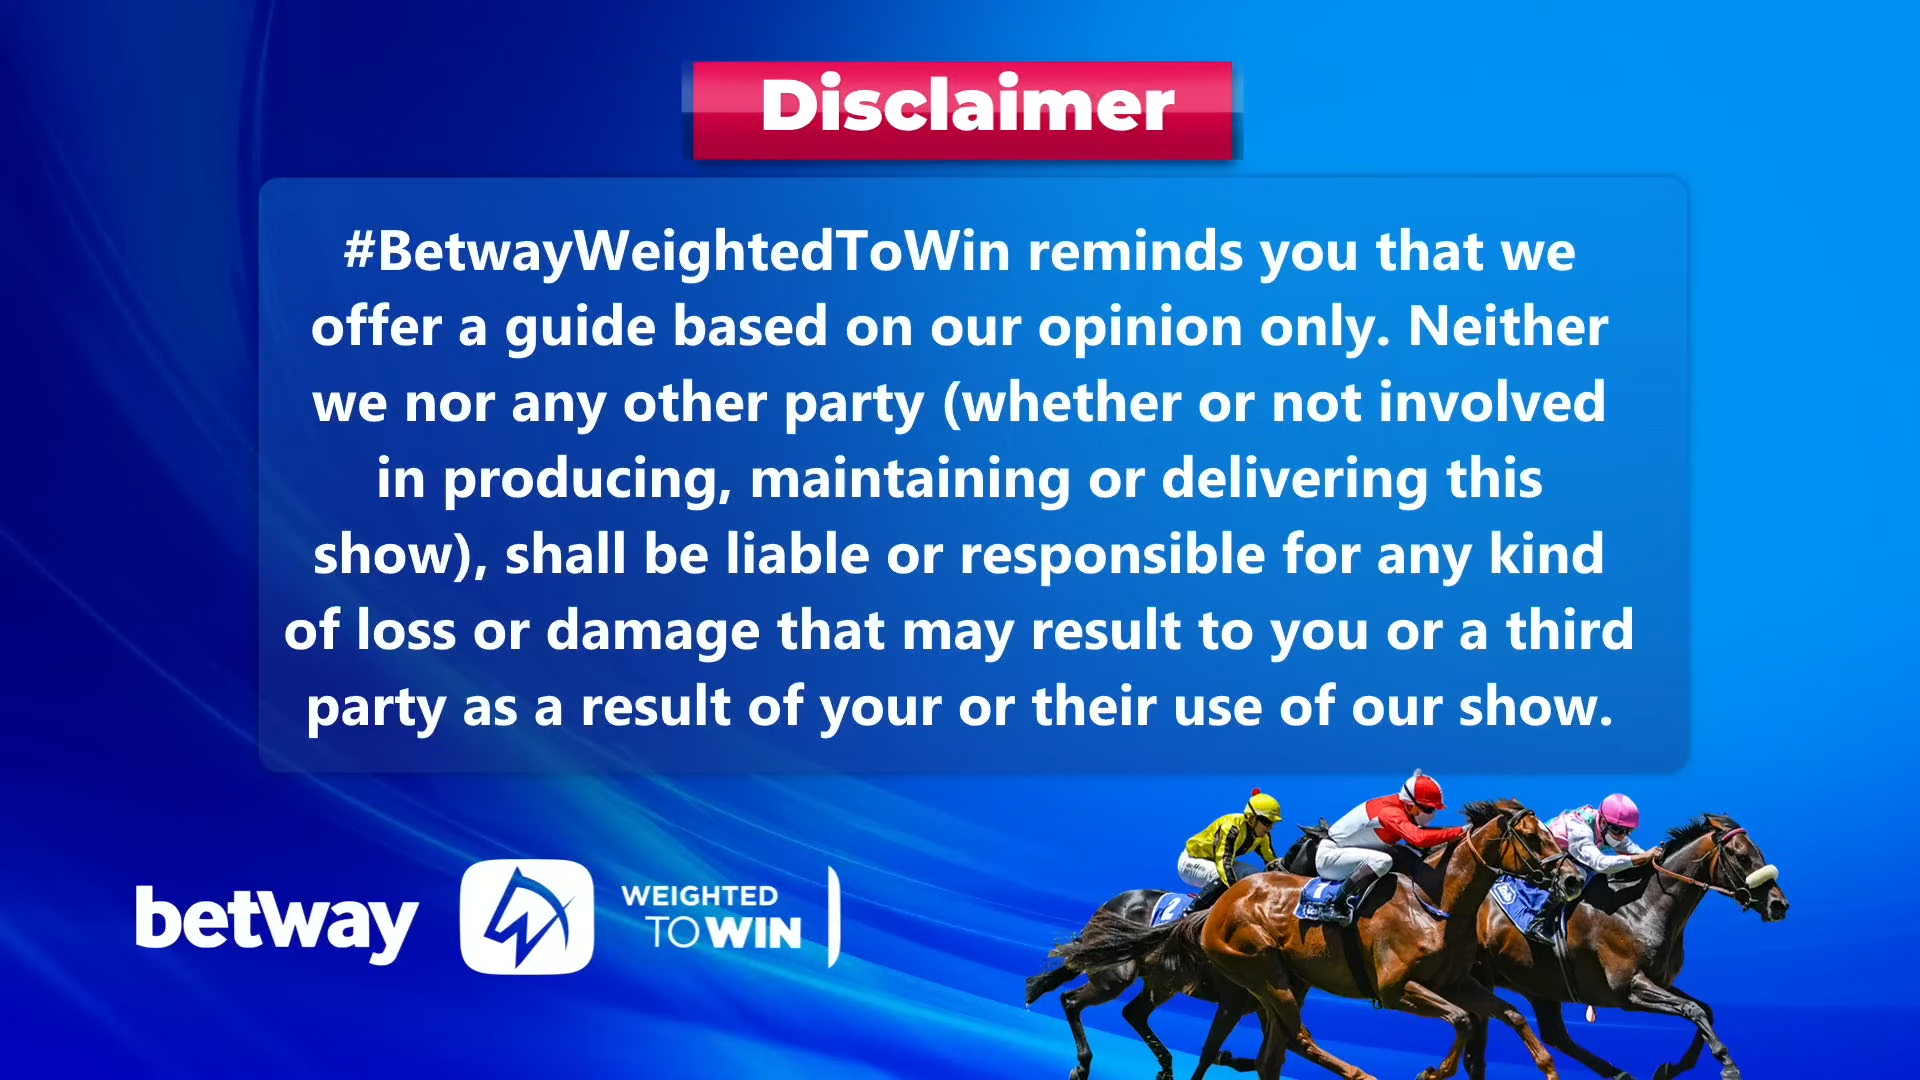 Disclaimer
#BetwayWeightedToWin reminds you that we
offer a guide based on our opinion only. Neither
we nor any other party (whether or not involved
in producing, maintaining or delivering this
show), shall be liable or responsible for any kind
of loss or damage that may result to you or a third
party as a result of your or their use of our show.
betway
WEIGHTED
TO WIN
2
1